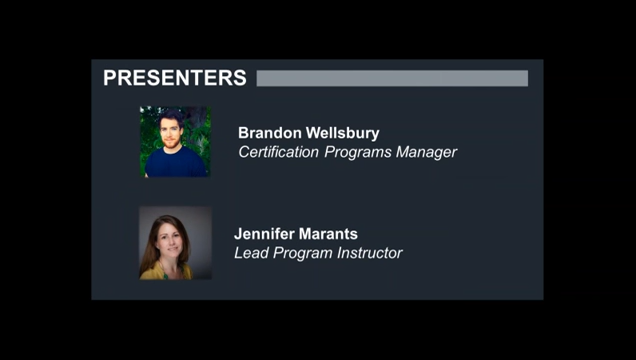 PRESENTERS
Brandon Wellsbury
Certification Programs Manager
Jennifer Marants
Lead Program Instructor